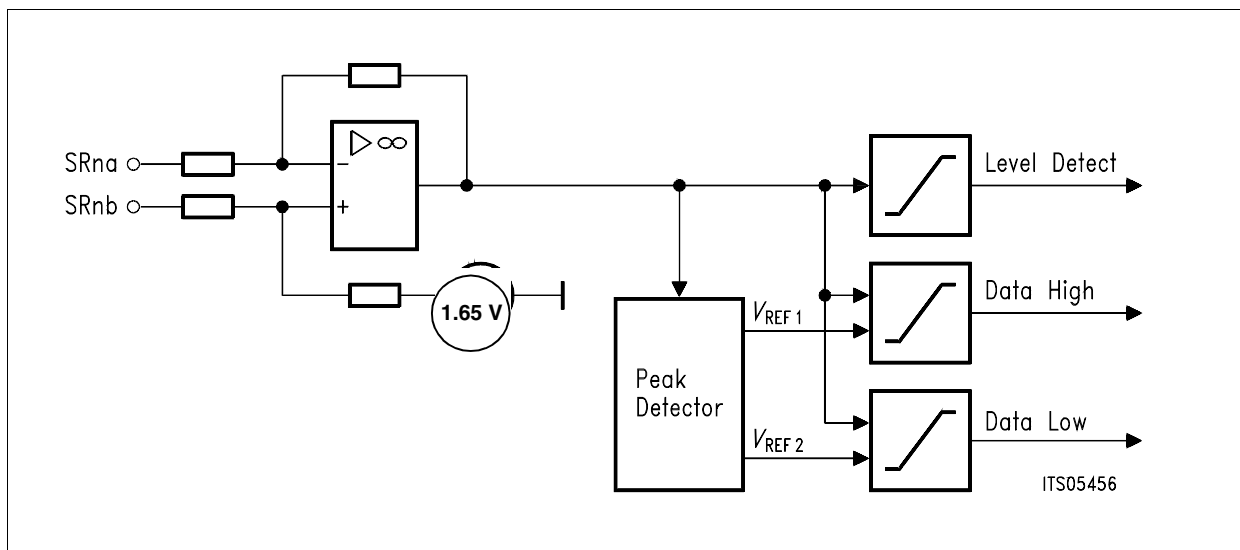 SRna
SRnb
▷ ∞
−
+
1.65 V
Level Detect
Data High
VREF 1
Peak
Detector
Data Low
VREF 2
ITS05456